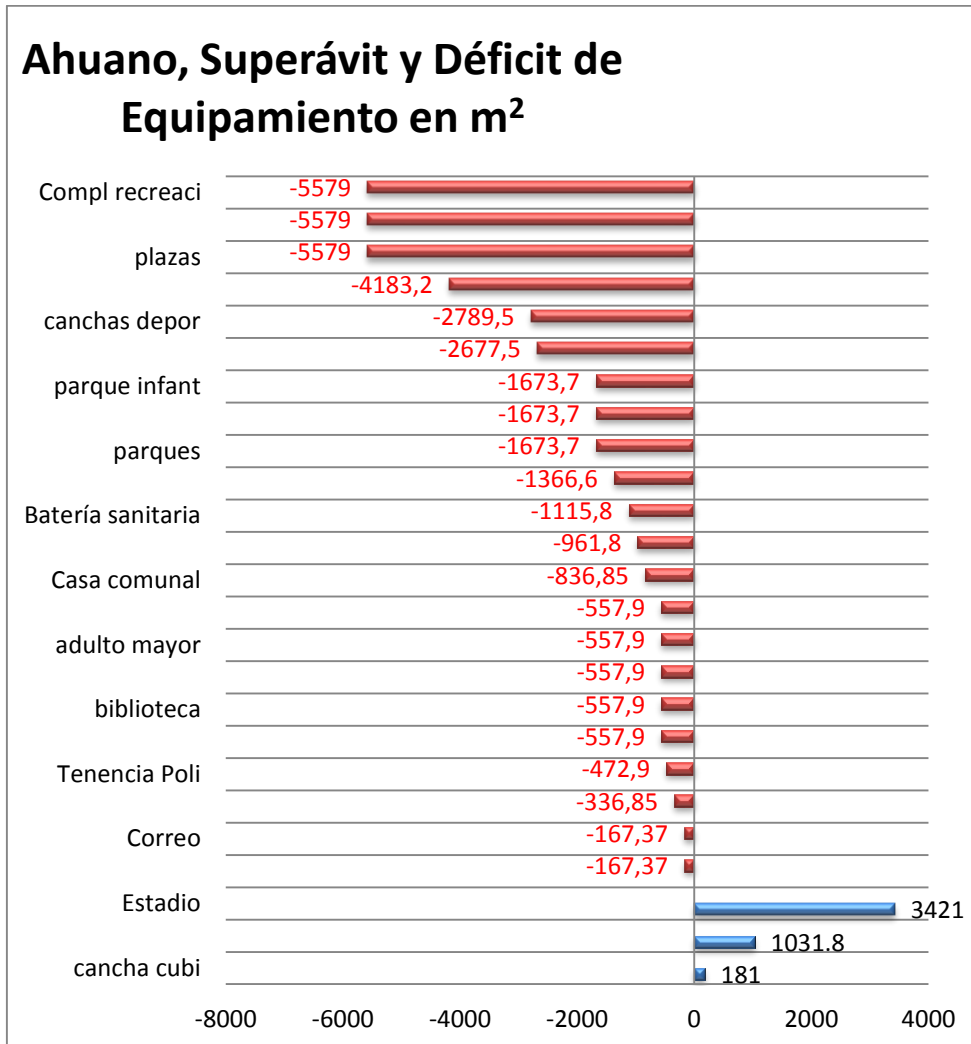 Ahuano, Superávit y Déficit de
Equipamiento en m²
Compl recreaci -5579
-5579
plazas -5579
-4183,2
canchas depor -2789,5
-2677,5
parque infant -1673,7
-1673,7
parques -1673,7
-1366,6
Batería sanitaria -1115,8
-961,8
Casa comunal -836,85
-557,9
adulto mayor -557,9
-557,9
biblioteca -557,9
-557,9
Tenencia Poli -472,9
-336,85
Correo -167,37
-167,37
Estadio 3421
1031.8
cancha cubi 181
-8000 -6000 -4000 -2000 0 2000 4000